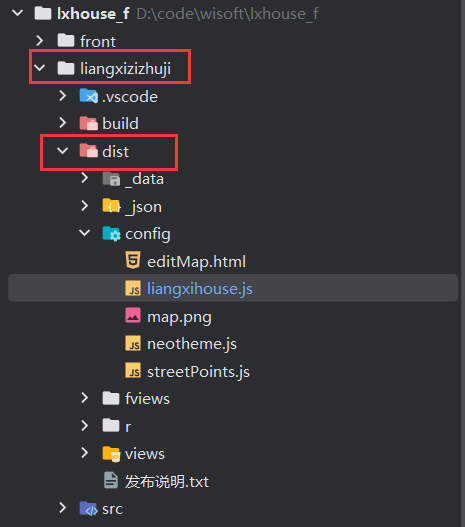 lxhouse_f D:\code\wisoft\lxhouse_f
front
liangxizizhuji
.vscode
build
dist
_data
_json
config
editMap.html
liangxihouse.js
map.png
neotheme.js
streetPoints.js
fviews
r
views
发布说明.txt
src